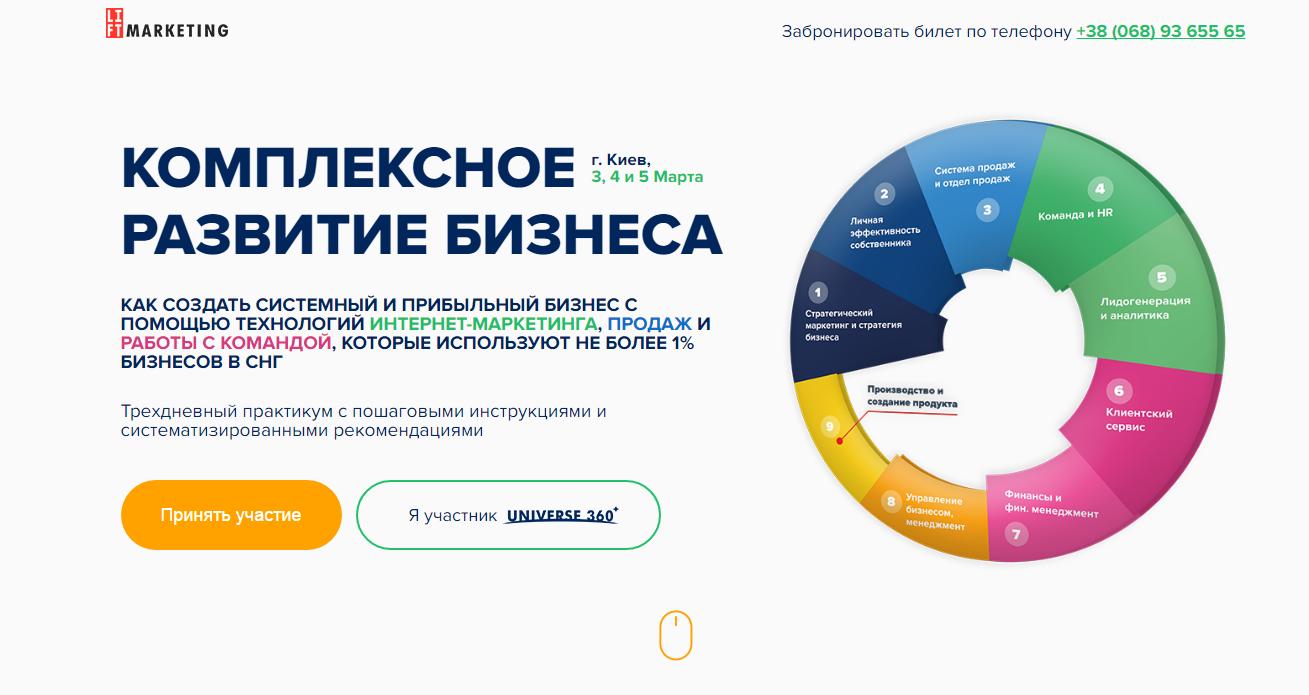 LIFT MARKETING
Забронировать билет по телефону +38 (068) 93 655 65
КОМПЛЕКСНОЕ
г. Киев,
3, 4 и 5 Марта
РАЗВИТИЕ БИЗНЕСА
КАК СОЗДАТЬ СИСТЕМНЫЙ И ПРИБЫЛЬНЫЙ БИЗНЕС С
ПОМОЩЬЮ ТЕХНОЛОГИЙ ИНТЕРНЕТ-МАРКЕТИНГА, ПРОДАЖ И
РАБОТЫ С КОМАНДОЙ, КОТОРЫЕ ИСПОЛЬЗУЮТ НЕ БОЛЕЕ 1%
БИЗНЕСОВ В СНГ
Трехдневный практикум с пошаговыми инструкциями и
систематизированными рекомендациями
Принять участие
Я участник UNIVERSE 360+
1
Стратегический
маркетинг и стратегия
бизнеса
2
Личная
эффективность
собственника
Система продаж
и отдел продаж
3
4
Команда и HR
5
Лидогенерация
и аналитика
6
Клиентский
сервис
Финансы и
фин. менеджмент
7
8
Управление
бизнесом,
менеджмент
9
Производство и
создание продукта